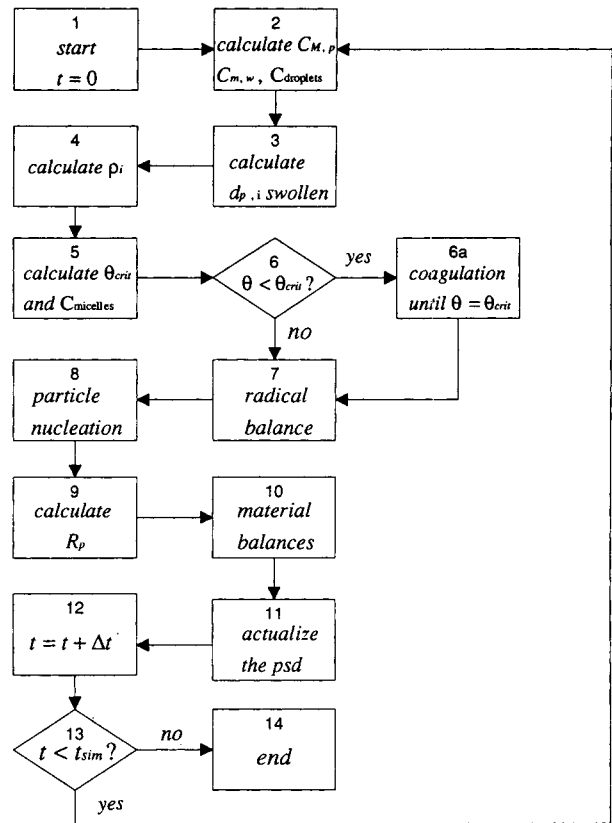 1
start
t = 0
2
calculate C_M,p
C_m,w , C_droplets
3
calculate
d_p,i swollen
4
calculate ρ_i
5
calculate θ_crit
and C_micelles
6
θ < θ_crit ?
yes
no
6a
coagulation
until θ = θ_crit
7
radical
balance
8
particle
nucleation
9
calculate
R_p
10
material
balances
11
actualize
the psd
12
t = t + Δt
13
t < t_sim ?
no
yes
14
end